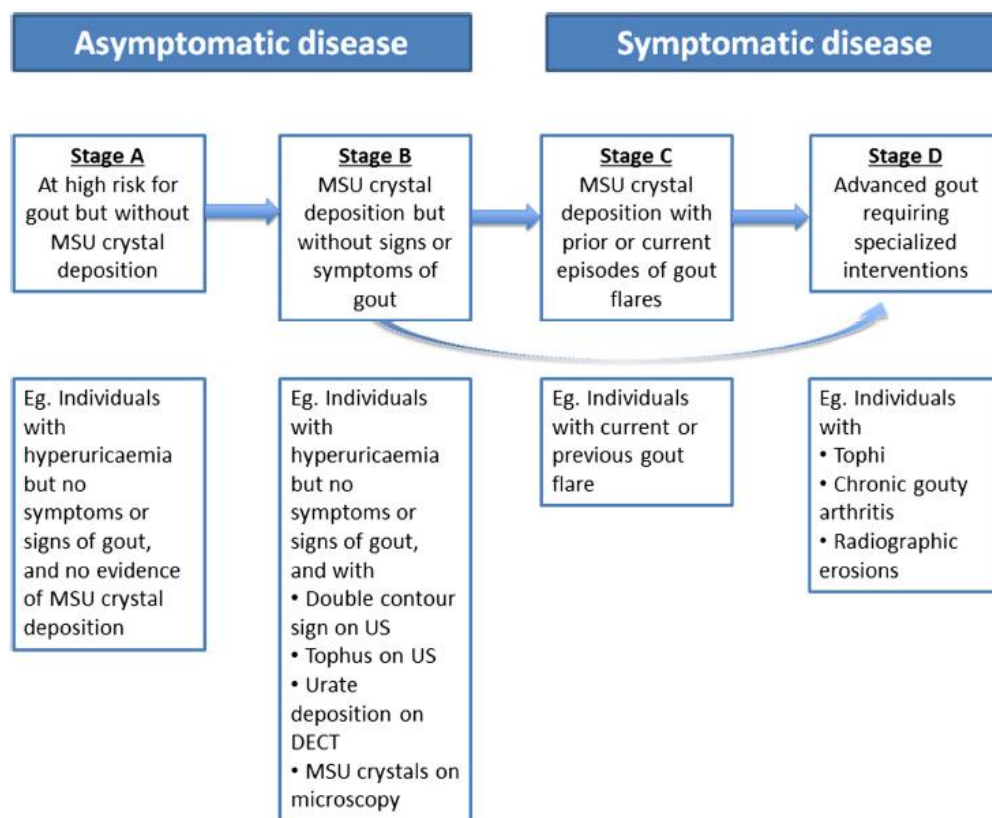 Asymptomatic disease
Symptomatic disease
Stage A
At high risk for
gout but without
MSU crystal
deposition
Stage B
MSU crystal
deposition but
without signs or
symptoms of
gout
Stage C
MSU crystal
deposition with
prior or current
episodes of gout
flares
Stage D
Advanced gout
requiring
specialized
interventions
Eg. Individuals
with
hyperuricaemia
but no
symptoms or
signs of gout,
and no evidence
of MSU crystal
deposition
Eg. Individuals
with
hyperuricaemia
but no
symptoms or
signs of gout,
and with
• Double contour
sign on US
• Tophus on US
• Urate
deposition on
DECT
• MSU crystals on
microscopy
Eg. Individuals
with current or
previous gout
flare
Eg. Individuals
with
• Tophi
• Chronic gouty
arthritis
• Radiographic
erosions